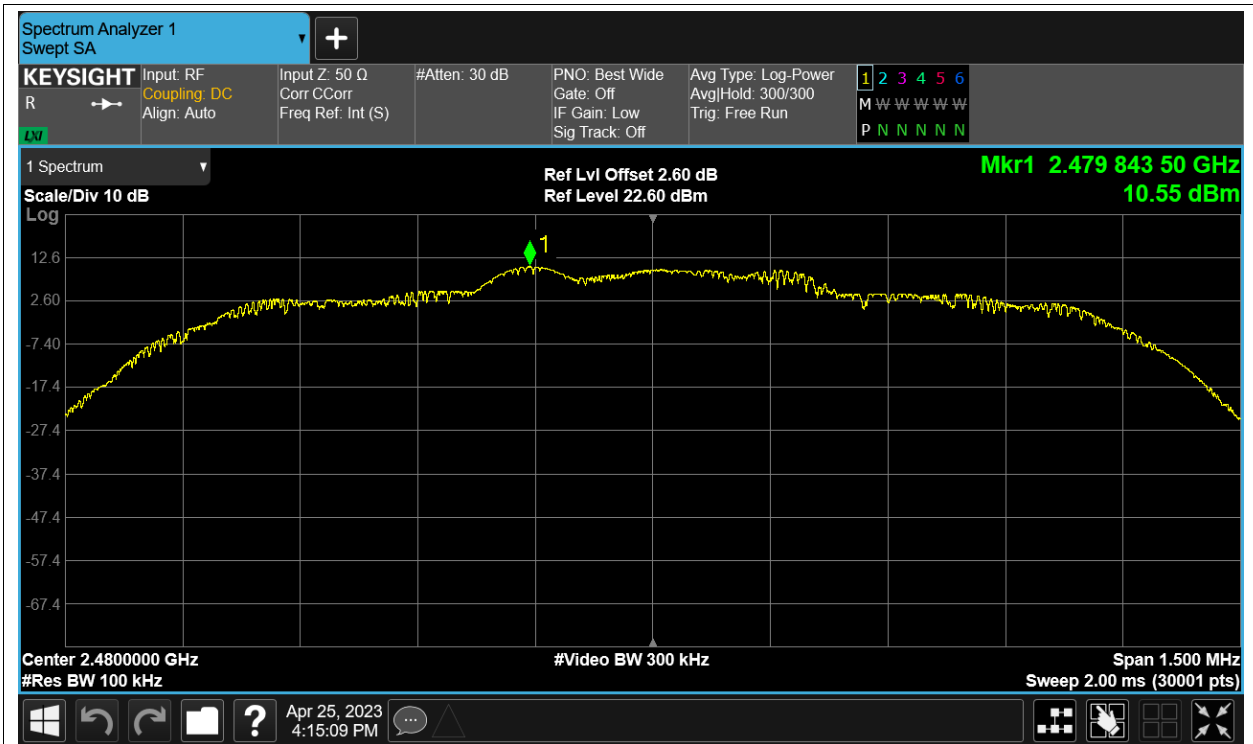 Spectrum Analyzer 1
Swept SA
KEYSIGHT
R
LXI
Input: RF
Coupling: DC
Align: Auto
Input Z: 50 Ω
Corr CCorr
Freq Ref: Int (S)
#Atten: 30 dB
PNO: Best Wide
Gate: Off
IF Gain: Low
Sig Track: Off
Avg Type: Log-Power
Avg|Hold: 300/300
Trig: Free Run
1 2 3 4 5 6
M W W W W W
P N N N N N
1 Spectrum
Scale/Div 10 dB
Ref Lvl Offset 2.60 dB
Ref Level 22.60 dBm
Mkr1 2.479 843 50 GHz
10.55 dBm
Log
1
12.6
2.60
-7.40
-17.4
-27.4
-37.4
-47.4
-57.4
-67.4
Center 2.4800000 GHz
#Res BW 100 kHz
#Video BW 300 kHz
Span 1.500 MHz
Sweep 2.00 ms (30001 pts)
?
Apr 25, 2023
4:15:09 PM